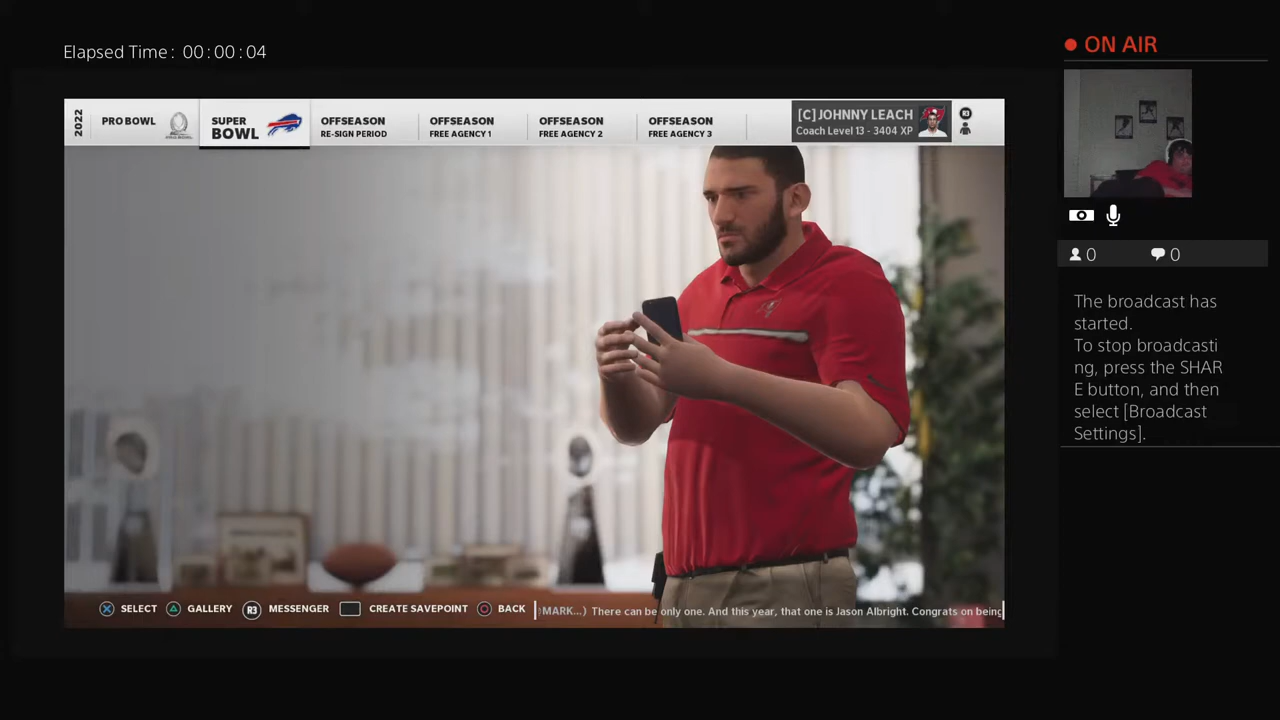 Elapsed Time: 00:00:04
ON AIR
2022
PRO BOWL
SUPER
BOWL
OFFSEASON
RE-SIGN PERIOD
OFFSEASON
FREE AGENCY 1
OFFSEASON
FREE AGENCY 2
OFFSEASON
FREE AGENCY 3
[C] JOHNNY LEACH
Coach Level 13 - 3404 XP
R3
0
0
The broadcast has
started.
To stop broadcasti
ng, press the SHAR
E button, and then
select [Broadcast
Settings].
SELECT
GALLERY
R3 MESSENGER
CREATE SAVEPOINT
BACK
MARK...) There can be only one. And this year, that one is Jason Albright. Congrats on being